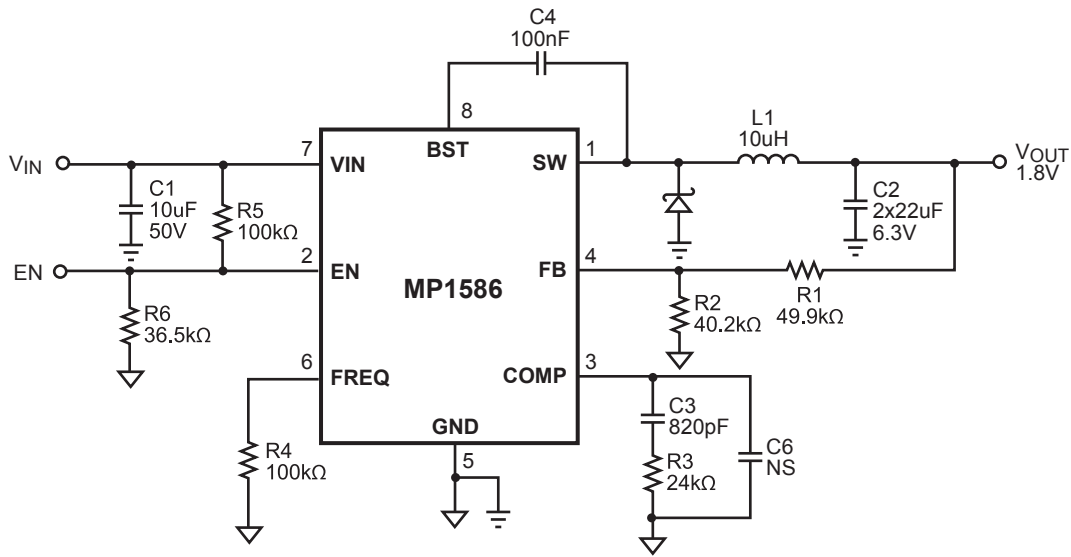 C4
100nF
8
BST
7
VIN
SW
1
L1
10uH
VIN
VOUT
1.8V
C1
10uF
50V
R5
100kΩ
C2
2x22uF
6.3V
EN
2
EN
FB
4
MP1586
R1
49.9kΩ
R2
40.2kΩ
R6
36.5kΩ
6
FREQ
COMP
3
GND
5
R4
100kΩ
C3
820pF
R3
24kΩ
C6
NS